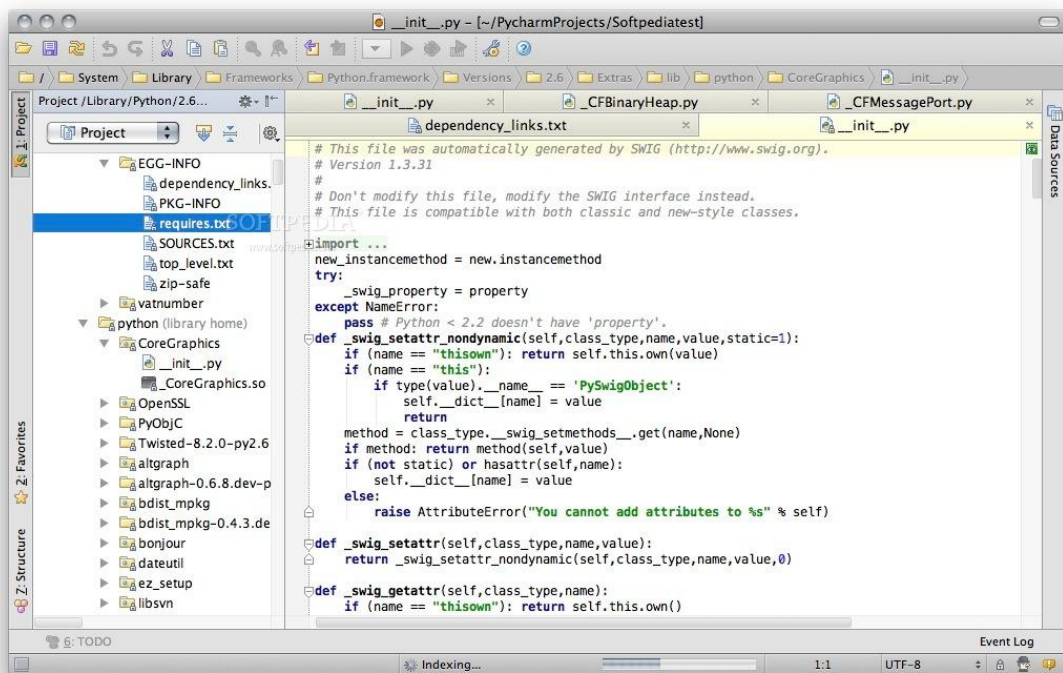 __init__.py - [~/PycharmProjects/Softpediatest]
/ System Library Frameworks Python.framework Versions 2.6 Extras lib python CoreGraphics __init__.py
1: Project
2: Favorites
Z: Structure
Project /Library/Python/2.6...
Project
EGG-INFO
dependency_links.
PKG-INFO
requires.txt
SOURCES.txt
top_level.txt
zip-safe
vatnumber
python (library home)
CoreGraphics
__init__.py
_CoreGraphics.so
OpenSSL
PyObjC
Twisted-8.2.0-py2.6
altgraph
altgraph-0.6.8.dev-p
bdist_mpkg
bdist_mpkg-0.4.3.de
bonjour
dateutil
ez_setup
libsvn
SOFTPEDIA
__init__.py _CFBinaryHeap.py _CFMessagePort.py
dependency_links.txt __init__.py
# This file was automatically generated by SWIG (http://www.swig.org).
# Version 1.3.31
#
# Don't modify this file, modify the SWIG interface instead.
# This file is compatible with both classic and new-style classes.
import ...
new_instancemethod = new.instancemethod
try:
    _swig_property = property
except NameError:
    pass # Python < 2.2 doesn't have 'property'.
def _swig_setattr_nondynamic(self,class_type,name,value,static=1):
    if (name == "thisown"): return self.this.own(value)
    if (name == "this"):
        if type(value).__name__ == 'PySwigObject':
            self.__dict__[name] = value
            return
    method = class_type.__swig_setmethods__.get(name,None)
    if method: return method(self,value)
    if (not static) or hasattr(self,name):
        self.__dict__[name] = value
    else:
        raise AttributeError("You cannot add attributes to %s" % self)
def _swig_setattr(self,class_type,name,value):
    return _swig_setattr_nondynamic(self,class_type,name,value,0)
def _swig_getattr(self,class_type,name):
    if (name == "thisown"): return self.this.own()
Data Sources
6: TODO
Event Log
Indexing...
1:1
UTF-8